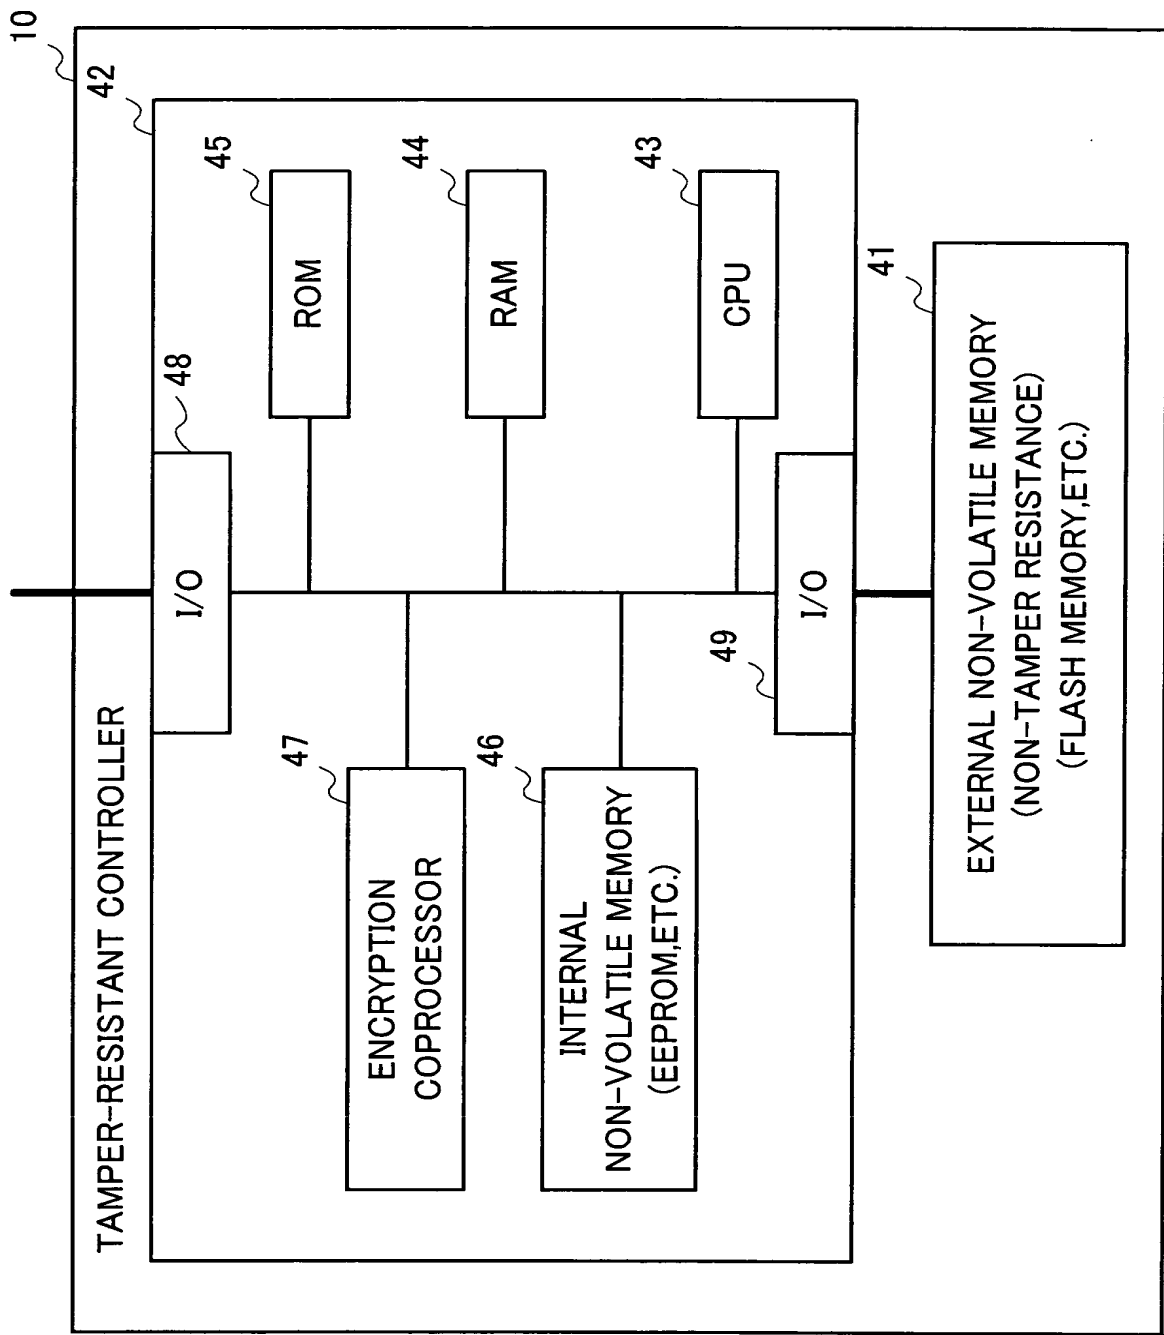 10
TAMPER-RESISTANT CONTROLLER
42
I/O
48
ROM
45
ENCRYPTION
COPROCESSOR
47
RAM
44
INTERNAL
NON-VOLATILE MEMORY
(EEPROM,ETC.)
46
CPU
43
I/O
49
EXTERNAL NON-VOLATILE MEMORY
(NON-TAMPER RESISTANCE)
(FLASH MEMORY,ETC.)
41